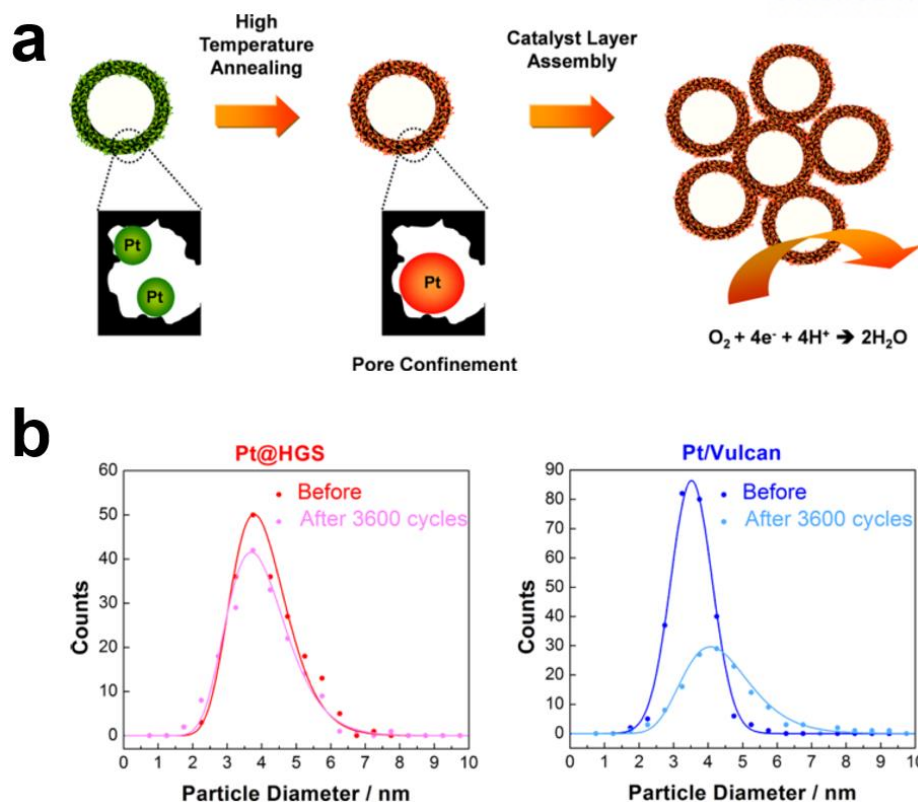 a
High
Temperature
Annealing
Catalyst Layer
Assembly
Pt
Pt
Pt
Pore Confinement
O₂ + 4e⁻ + 4H⁺ ➔ 2H₂O
b
Pt@HGS
Before
After 3600 cycles
Counts
60
50
40
30
20
10
0
0 1 2 3 4 5 6 7 8 9 10
Particle Diameter / nm
Pt/Vulcan
Before
After 3600 cycles
Counts
90
80
70
60
50
40
30
20
10
0
0 1 2 3 4 5 6 7 8 9 10
Particle Diameter / nm